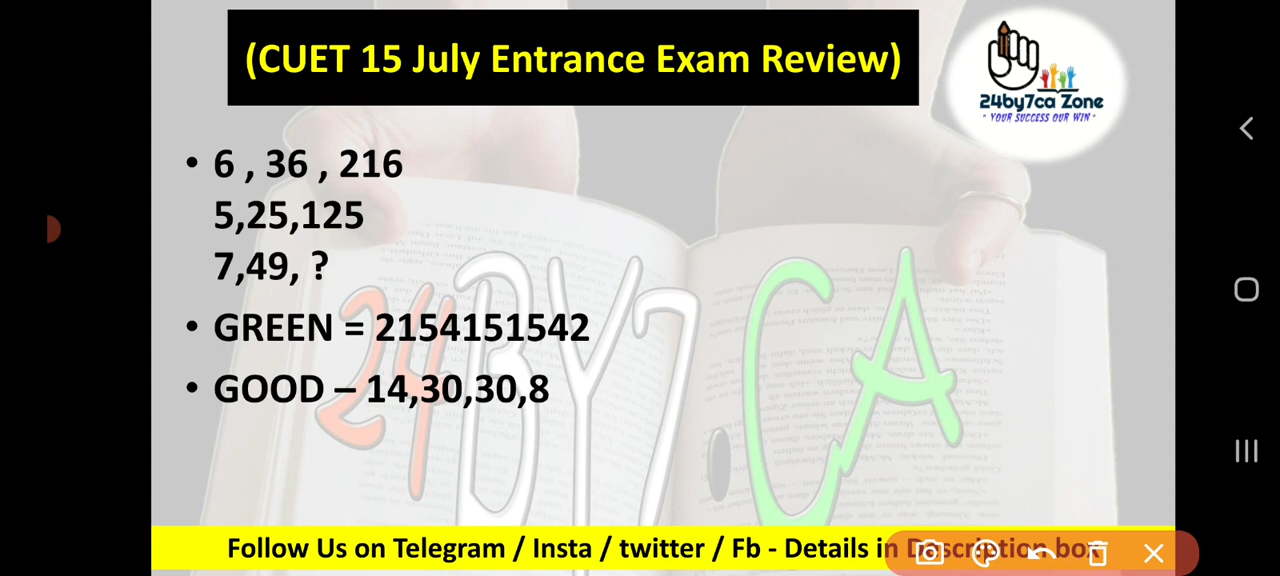 (CUET 15 July Entrance Exam Review)
24by7ca Zone
" YOUR SUCCESS OUR WIN "
• 6 , 36 , 216
5,25,125
7,49, ?
• GREEN = 2154151542
• GOOD – 14,30,30,8
24BY7.CA
Follow Us on Telegram / Insta / twitter / Fb - Details in Description box